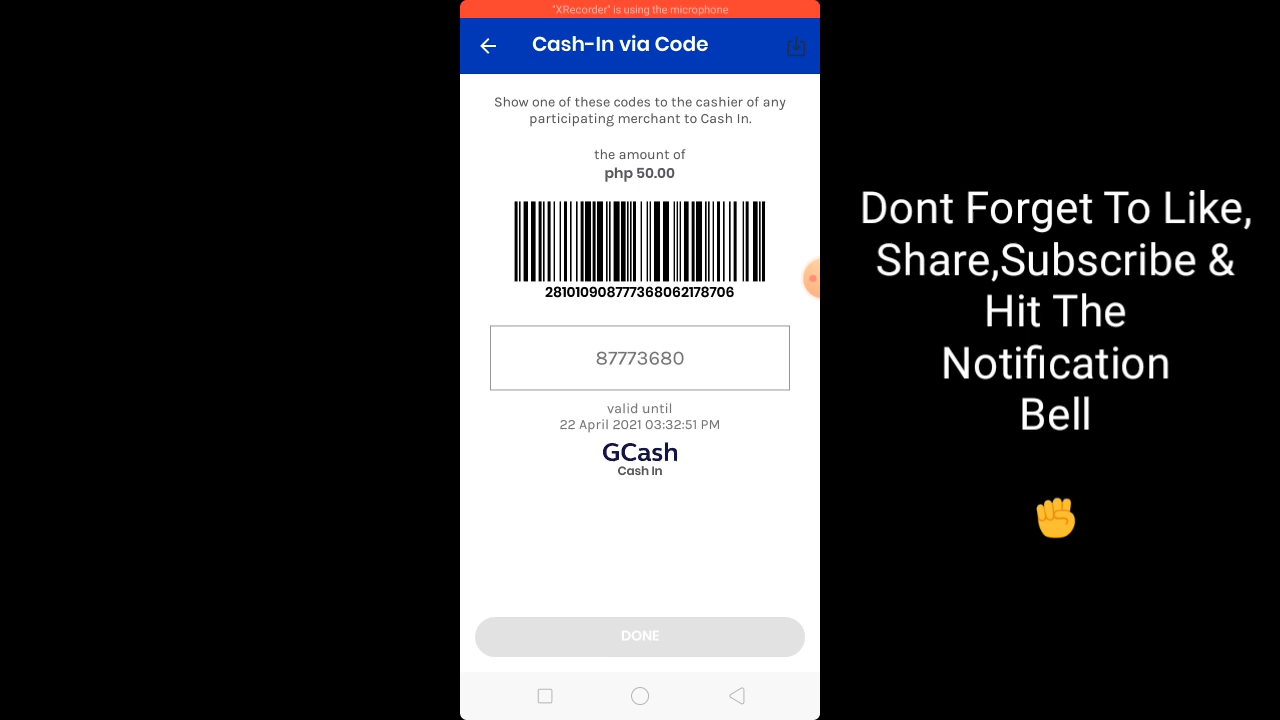 "XRecorder" is using the microphone
Cash-In via Code
Show one of these codes to the cashier of any
participating merchant to Cash In.
the amount of
php 50.00
281010908777368062178706
87773680
valid until
22 April 2021 03:32:51 PM
GCash
Cash In
DONE
Dont Forget To Like,
Share,Subscribe &
Hit The
Notification
Bell